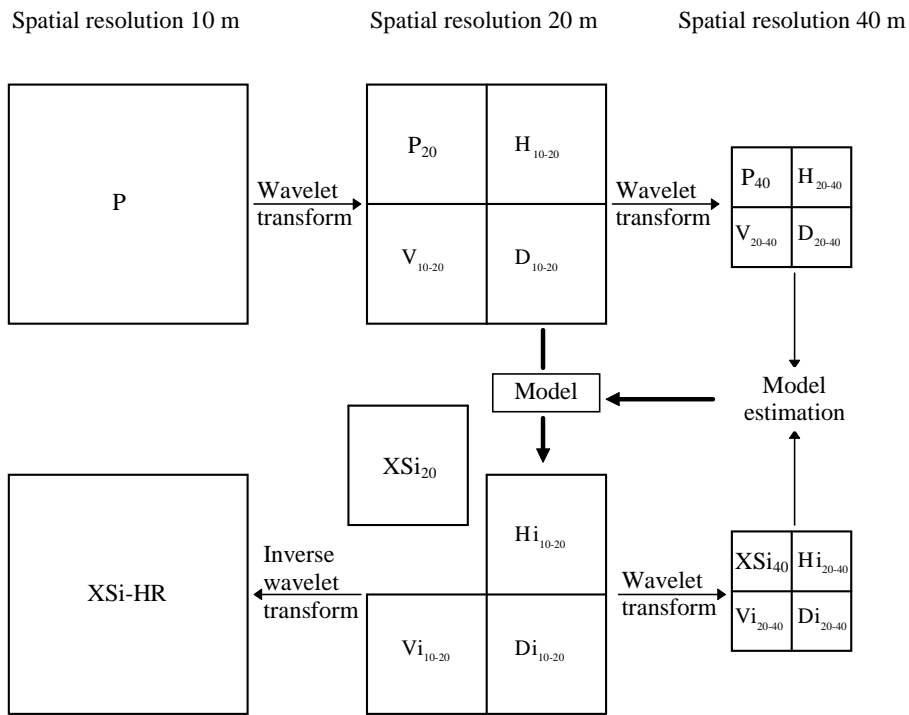 Spatial resolution 10 m
Spatial resolution 20 m
Spatial resolution 40 m
P
Wavelet
transform
P20
H10-20
V10-20
D10-20
Wavelet
transform
P40
H20-40
V20-40
D20-40
Model
Model
estimation
XSi20
XSi-HR
Inverse
wavelet
transform
Hi10-20
Vi10-20
Di10-20
Wavelet
transform
XSi40
Hi20-40
Vi20-40
Di20-40